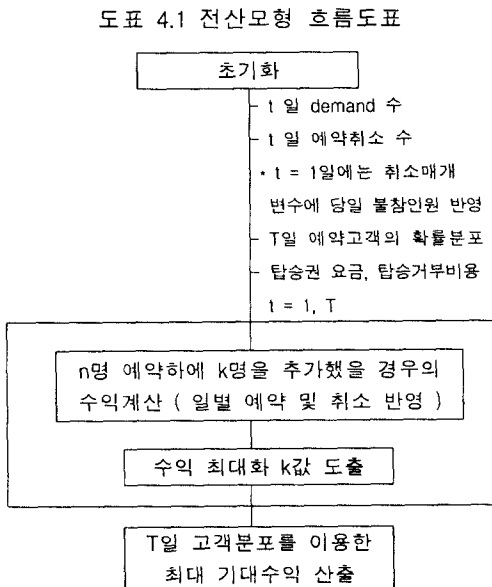 도표 4.1 전산모형 흐름도표
초기화
- t 일 demand 수
- t 일 예약취소 수
* t = 1일에는 취소매개
변수에 당일 불참인원 반영
- T일 예약고객의 확률분포
- 탑승권 요금, 탑승거부비용
t = 1, T
n명 예약하에 k명을 추가했을 경우의
수익계산 ( 일별 예약 및 취소 반영 )
수익 최대화 k값 도출
T일 고객분포를 이용한
최대 기대수익 산출